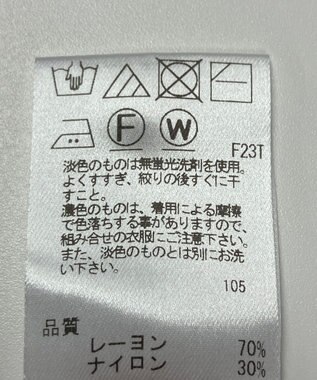 F W F23T
淡色のものは無蛍光洗剤を使用。
よくすすぎ、絞りの後すぐに干
すこと。
濃色のものは、着用による摩擦
で色落ちする事がありますので、
組み合せの衣服にご注意下さい。
また、淡色のものとは別にお洗
い下さい。
105
品質
レーヨン 70%
ナイロン 30%